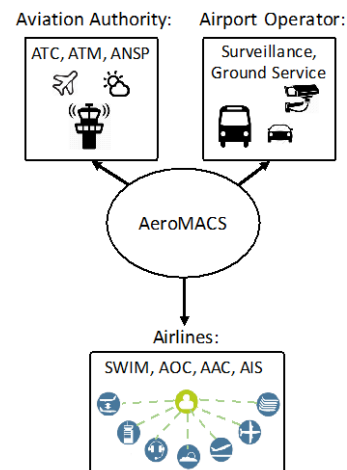 Aviation Authority:
Airport Operator:
ATC, ATM, ANSP
Surveillance,
Ground Service
AeroMACS
Airlines:
SWIM, AOC, AAC, AIS